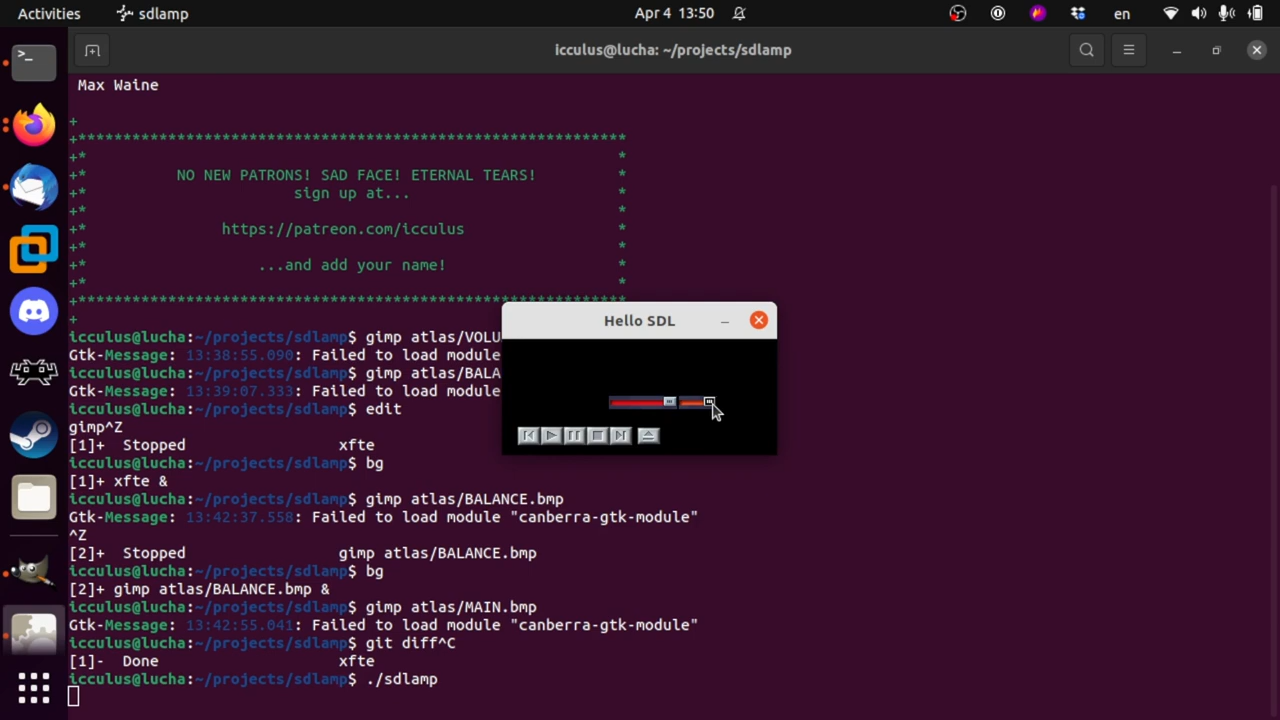 Activities
sdlamp
Apr 4 13:50
en
icculus@lucha: ~/projects/sdlamp
Max Waine
+
+*************************************************************
+* *
+* NO NEW PATRONS! SAD FACE! ETERNAL TEARS! *
+* sign up at... *
+* *
+* https://patreon.com/icculus *
+* *
+* ...and add your name! *
+* *
+*************************************************************
+
icculus@lucha:~/projects/sdlamp$ gimp atlas/VOLU
Gtk-Message: 13:38:55.090: Failed to load module
icculus@lucha:~/projects/sdlamp$ gimp atlas/BALA
Gtk-Message: 13:39:07.333: Failed to load module
icculus@lucha:~/projects/sdlamp$ edit
gimp^Z
[1]+ Stopped xfte
icculus@lucha:~/projects/sdlamp$ bg
[1]+ xfte &
icculus@lucha:~/projects/sdlamp$ gimp atlas/BALANCE.bmp
Gtk-Message: 13:42:37.558: Failed to load module "canberra-gtk-module"
^Z
[2]+ Stopped gimp atlas/BALANCE.bmp
icculus@lucha:~/projects/sdlamp$ bg
[2]+ gimp atlas/BALANCE.bmp &
icculus@lucha:~/projects/sdlamp$ gimp atlas/MAIN.bmp
Gtk-Message: 13:42:55.041: Failed to load module "canberra-gtk-module"
icculus@lucha:~/projects/sdlamp$ git diff^C
[1]- Done xfte
icculus@lucha:~/projects/sdlamp$ ./sdlamp
Hello SDL